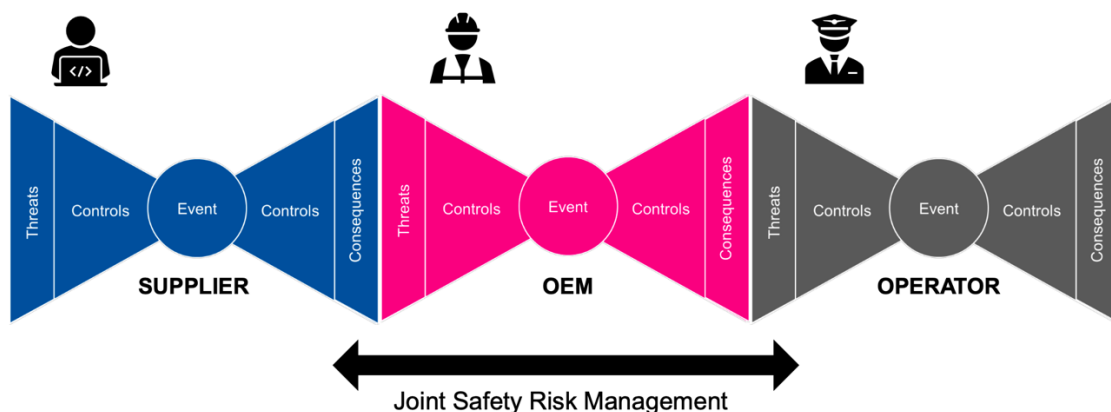 </>
Threats
Controls
Event
Controls
Consequences
SUPPLIER
Threats
Controls
Event
Controls
Consequences
OEM
Threats
Controls
Event
Controls
Consequences
OPERATOR
Joint Safety Risk Management